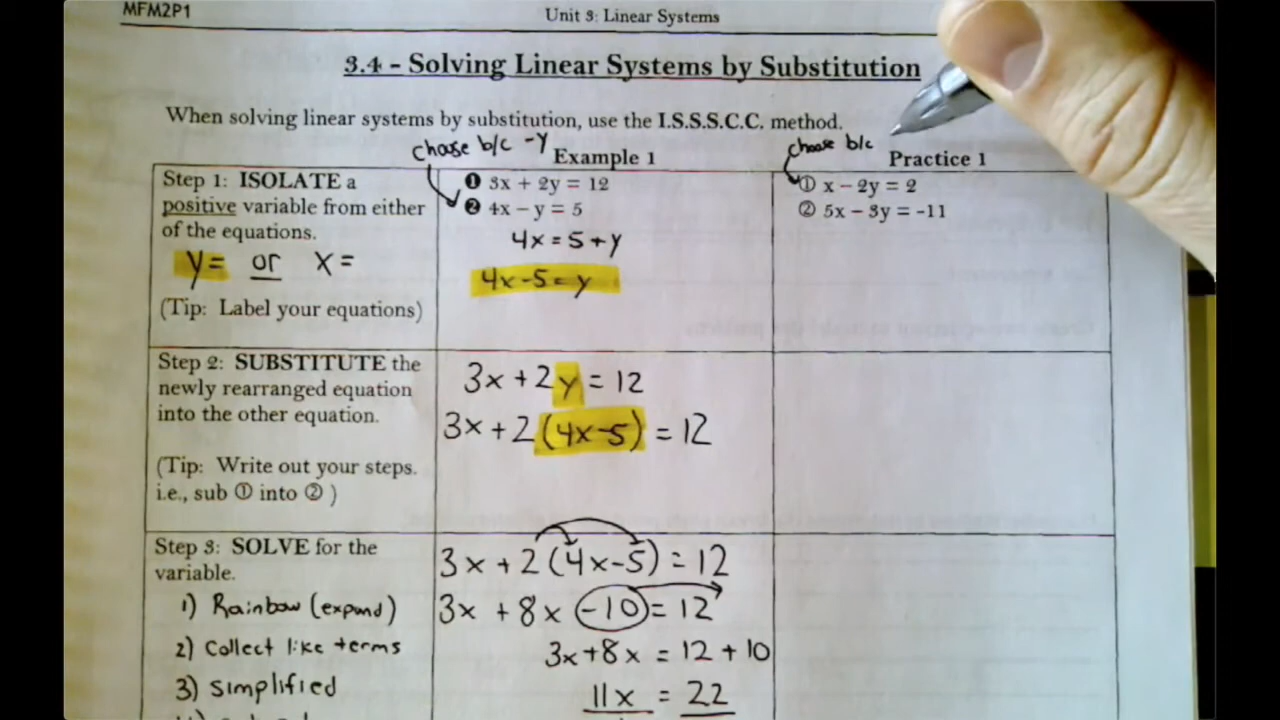 MFM2P1
Unit 3: Linear Systems
3.4 - Solving Linear Systems by Substitution
When solving linear systems by substitution, use the I.S.S.S.C.C. method.
choose b/c -y
Example 1
choose b/c
Practice 1
Step 1: ISOLATE a
positive variable from either
of the equations.
y= or x=
(Tip: Label your equations)
❶ 3x + 2y = 12
❷ 4x – y = 5
4x = 5 + y
4x-5=y
① x – 2y = 2
② 5x – 3y = -11
Step 2: SUBSTITUTE the
newly rearranged equation
into the other equation.
(Tip: Write out your steps.
i.e., sub ① into ② )
3x + 2y = 12
3x + 2(4x-5) = 12
Step 3: SOLVE for the
variable.
1) Rainbow (expand)
2) Collect like terms
3) simplified
3x + 2(4x-5) = 12
3x + 8x -10 = 12
3x+8x = 12 + 10
11x = 22